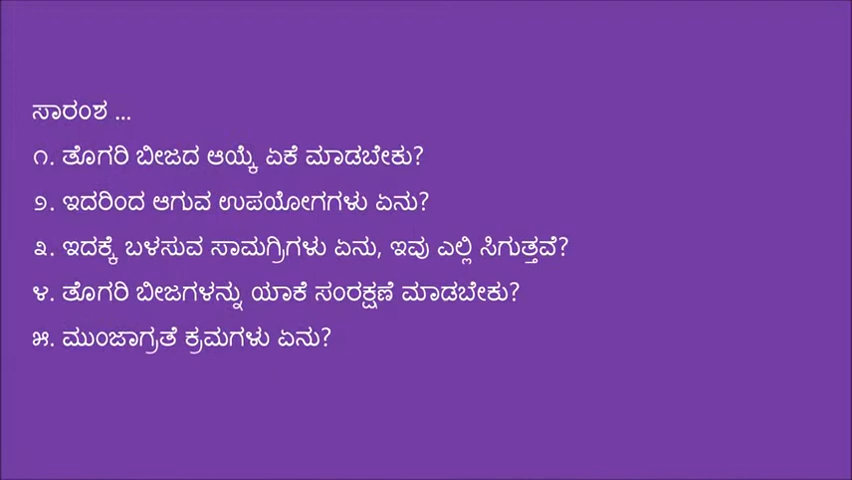 ಸಾರಂಶ ...
೧. ತೊಗರಿ ಬೀಜದ ಆಯ್ಕೆ ಏಕೆ ಮಾಡಬೇಕು?
೨. ಇದರಿಂದ ಆಗುವ ಉಪಯೋಗಗಳು ಏನು?
೩. ಇದಕ್ಕೆ ಬಳಸುವ ಸಾಮಗ್ರಿಗಳು ಏನು, ಇವು ಎಲ್ಲಿ ಸಿಗುತ್ತವೆ?
೪. ತೊಗರಿ ಬೀಜಗಳನ್ನು ಯಾಕೆ ಸಂರಕ್ಷಣೆ ಮಾಡಬೇಕು?
೫. ಮುಂಜಾಗ್ರತೆ ಕ್ರಮಗಳು ಏನು?